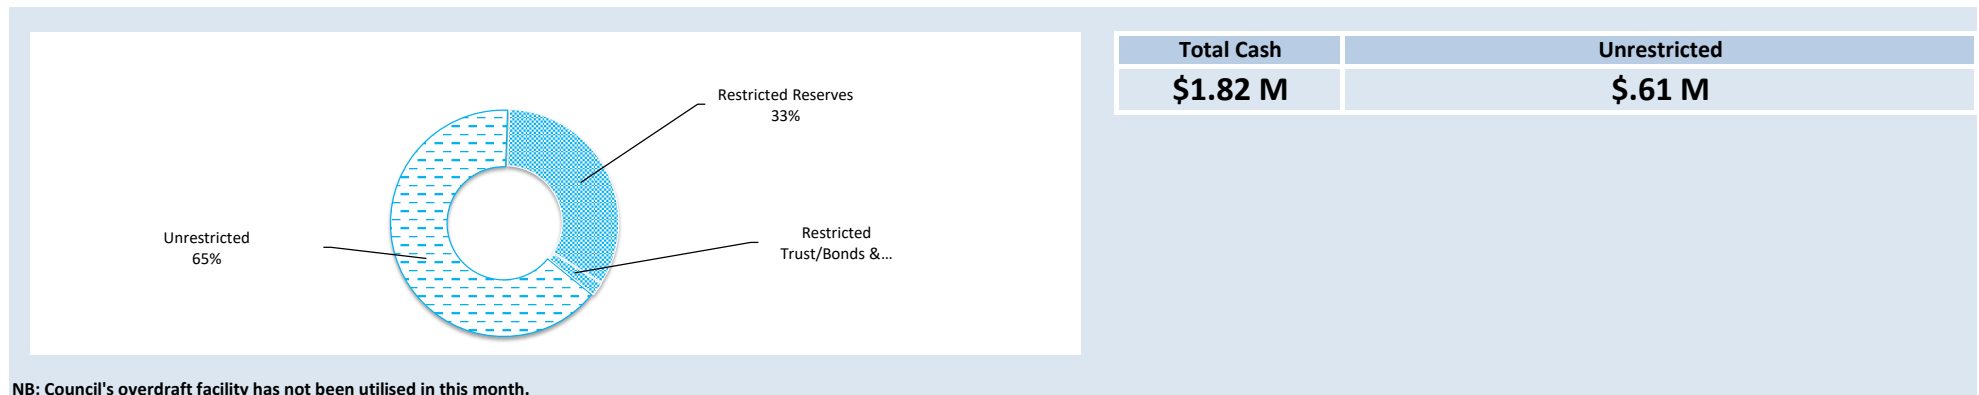 Restricted Reserves
33%
Restricted
Trust/Bonds &...
Unrestricted
65%
Total Cash
Unrestricted
$1.82 M
$.61 M
NB: Council's overdraft facility has not been utilised in this month.